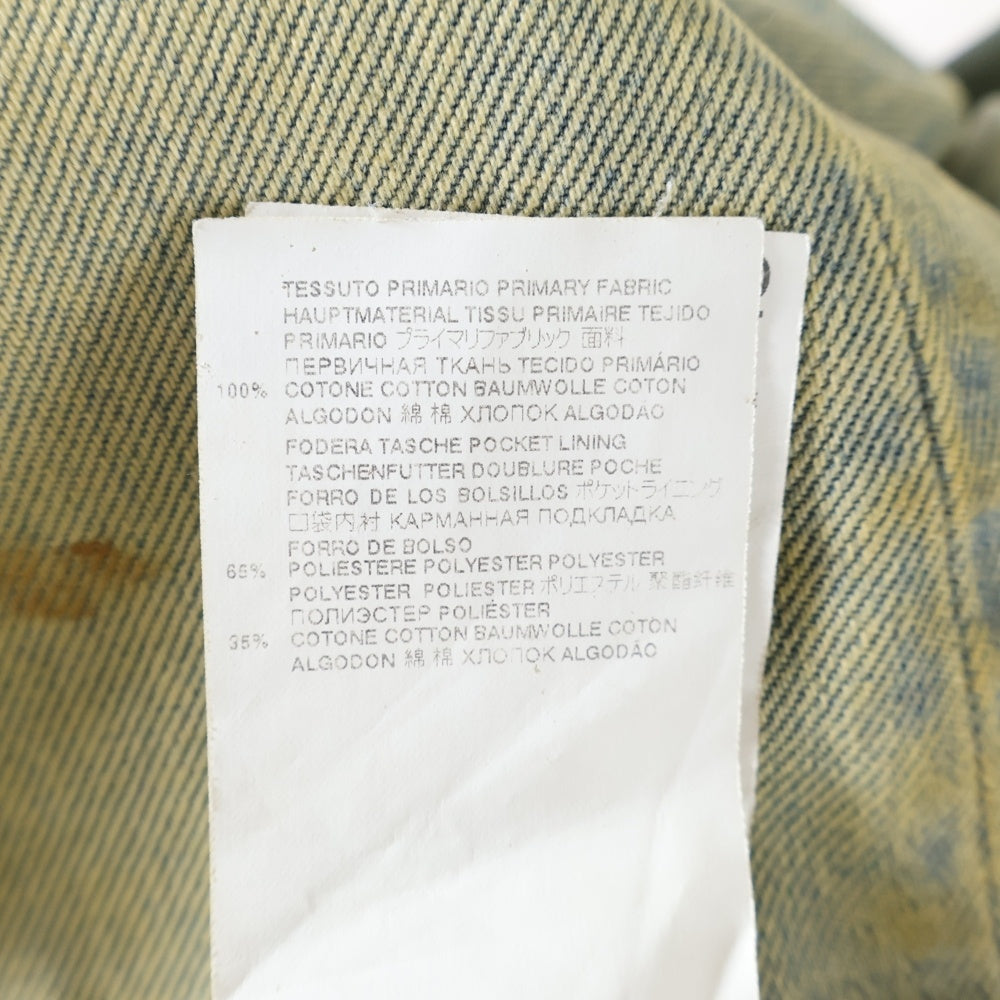 TESSUTO PRIMARIO PRIMARY FABRIC
HAUPTMATERIAL TISSU PRIMAIRE TEJIDO
PRIMARIO プライマリファブリック 面料
ПЕРВИЧНАЯ ТКАНЬ TECIDO PRIMÁRIO
100% COTONE COTTON BAUMWOLLE COTON
ALGODON 綿 棉 ХЛОПОК ALGODÃO
FODERA TASCHE POCKET LINING
TASCHENFUTTER DOUBLURE POCHE
FORRO DE LOS BOLSILLOS ポケットライニング
口袋内衬 КАРМАННАЯ ПОДКЛАДКА
FORRO DE BOLSO
65% POLIESTERE POLYESTER POLYESTER
POLYESTER POLIESTER ポリエステル 聚酯纤维
ПОЛИЭСТЕР POLIÉSTER
35% COTONE COTTON BAUMWOLLE COTON
ALGODON 綿 棉 ХЛОПОК ALGODÃO